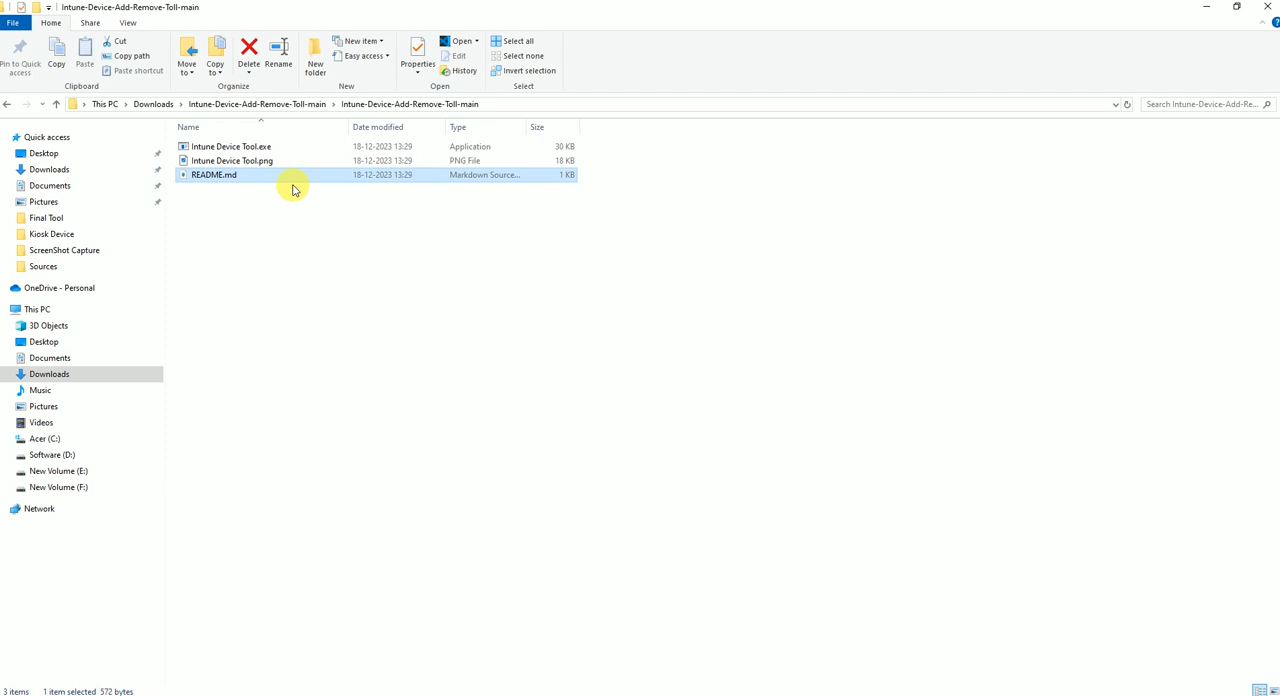 Intune-Device-Add-Remove-Toll-main
File Home Share View
Pin to Quick access
Copy
Paste
Cut
Copy path
Paste shortcut
Clipboard
Move to
Copy to
Delete
Rename
Organize
New folder
New item
Easy access
New
Properties
Open
Edit
History
Open
Select all
Select none
Invert selection
Select
This PC > Downloads > Intune-Device-Add-Remove-Toll-main > Intune-Device-Add-Remove-Toll-main
Search Intune-Device-Add-Re...
Name Date modified Type Size
Intune Device Tool.exe 18-12-2023 13:29 Application 30 KB
Intune Device Tool.png 18-12-2023 13:29 PNG File 18 KB
README.md 18-12-2023 13:29 Markdown Source... 1 KB
Quick access
Desktop
Downloads
Documents
Pictures
Final Tool
Kiosk Device
ScreenShot Capture
Sources
OneDrive - Personal
This PC
3D Objects
Desktop
Documents
Downloads
Music
Pictures
Videos
Acer (C:)
Software (D:)
New Volume (E:)
New Volume (F:)
Network
3 items 1 item selected 572 bytes